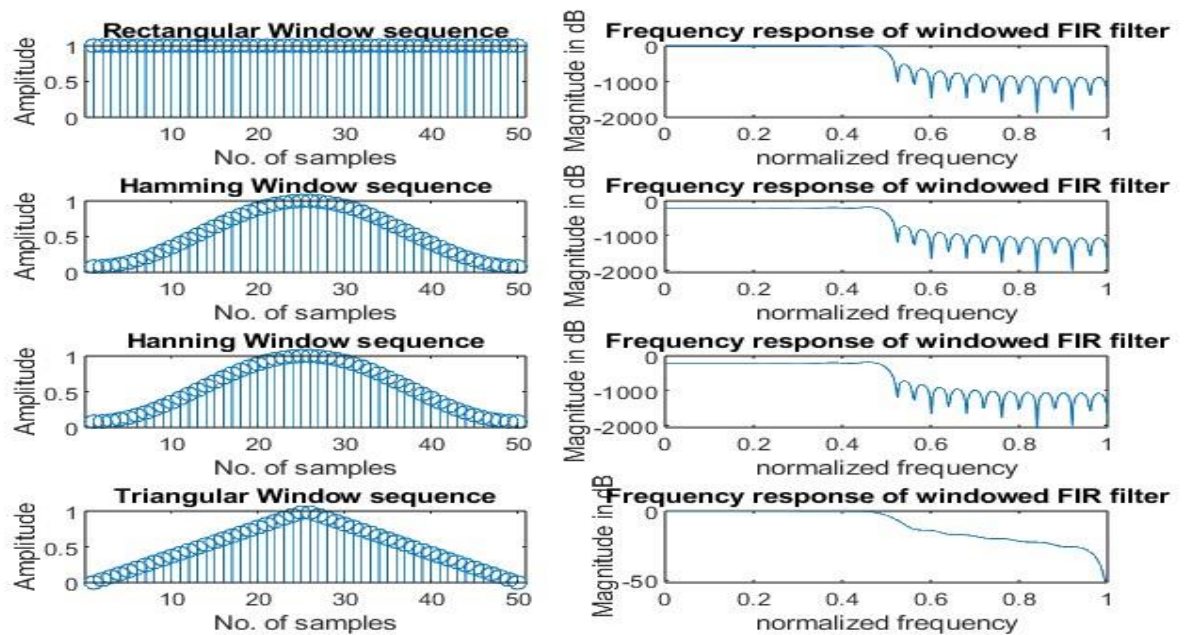 Rectangular Window sequence
Amplitude
1
0.5
0
10 20 30 40 50
No. of samples
Frequency response of windowed FIR filter
Magnitude in dB
0
-1000
-2000
0 0.2 0.4 0.6 0.8 1
normalized frequency
Hamming Window sequence
Amplitude
1
0.5
0
10 20 30 40 50
No. of samples
Frequency response of windowed FIR filter
Magnitude in dB
0
-1000
-2000
0 0.2 0.4 0.6 0.8 1
normalized frequency
Hanning Window sequence
Amplitude
1
0.5
0
10 20 30 40 50
No. of samples
Frequency response of windowed FIR filter
Magnitude in dB
0
-1000
-2000
0 0.2 0.4 0.6 0.8 1
normalized frequency
Triangular Window sequence
Amplitude
1
0.5
0
10 20 30 40 50
No. of samples
Frequency response of windowed FIR filter
Magnitude in dB
0
-50
0 0.2 0.4 0.6 0.8 1
normalized frequency